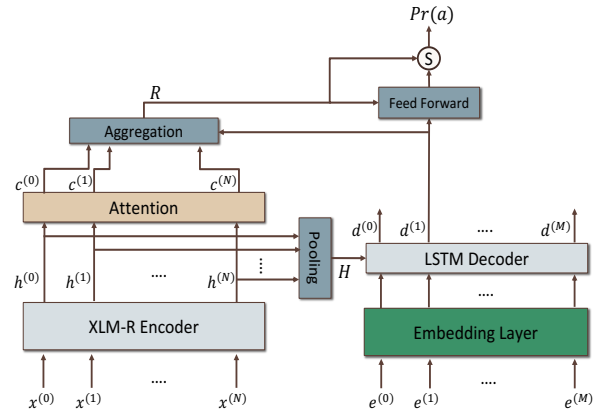 Pr(a)
S
R
Feed Forward
Aggregation
c^(0) c^(1) c^(N)
Attention
d^(0) d^(1) .... d^(M)
Pooling
H
LSTM Decoder
h^(0) h^(1) .... h^(N)
....
....
XLM-R Encoder
Embedding Layer
x^(0) x^(1) .... x^(N)
e^(0) e^(1) .... e^(M)